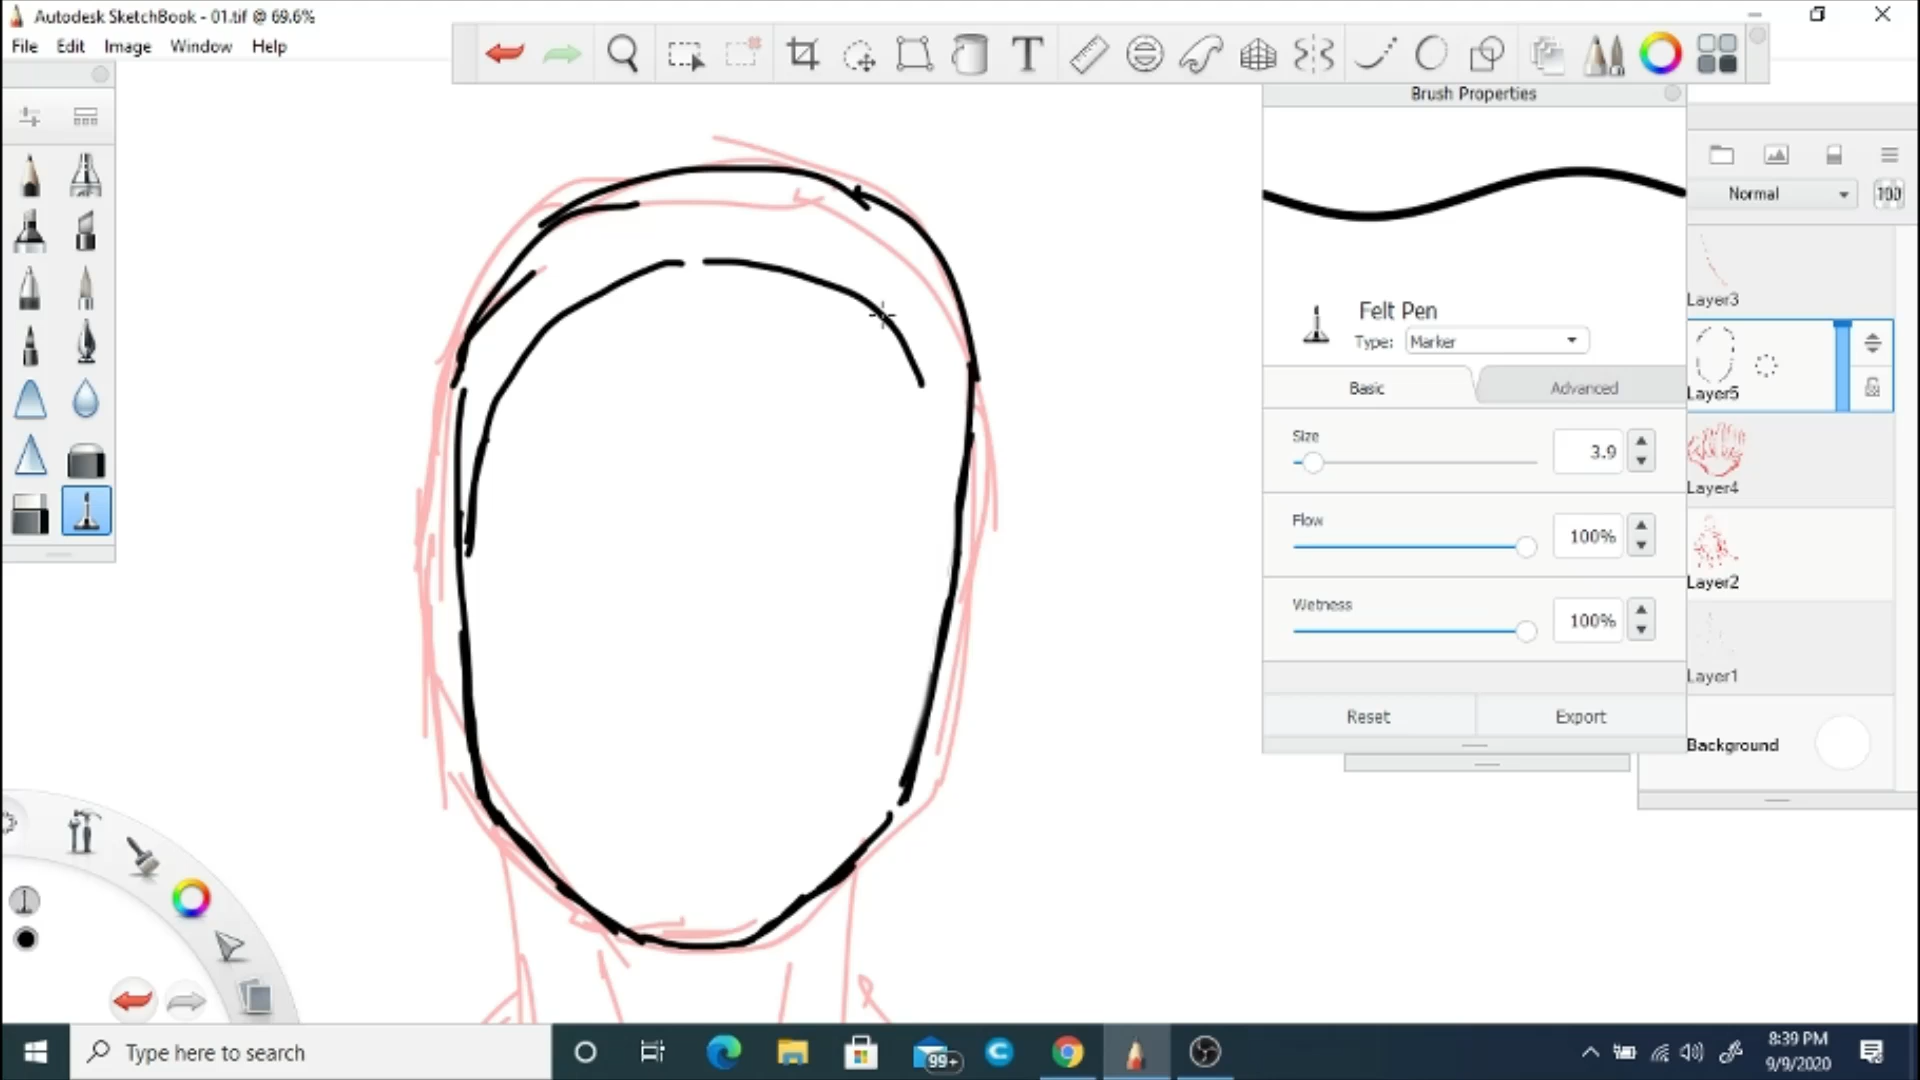 Autodesk SketchBook - 01.tif @ 69.6%
File Edit Image Window Help
T
Brush Properties
Normal
100
Felt Pen
Type: Marker
Basic
Advanced
Size
3.9
Flow
100%
Wetness
100%
Reset
Export
Layer3
Layer5
Layer4
Layer2
Layer1
Background
Type here to search
99+
8:39 PM
9/9/2020